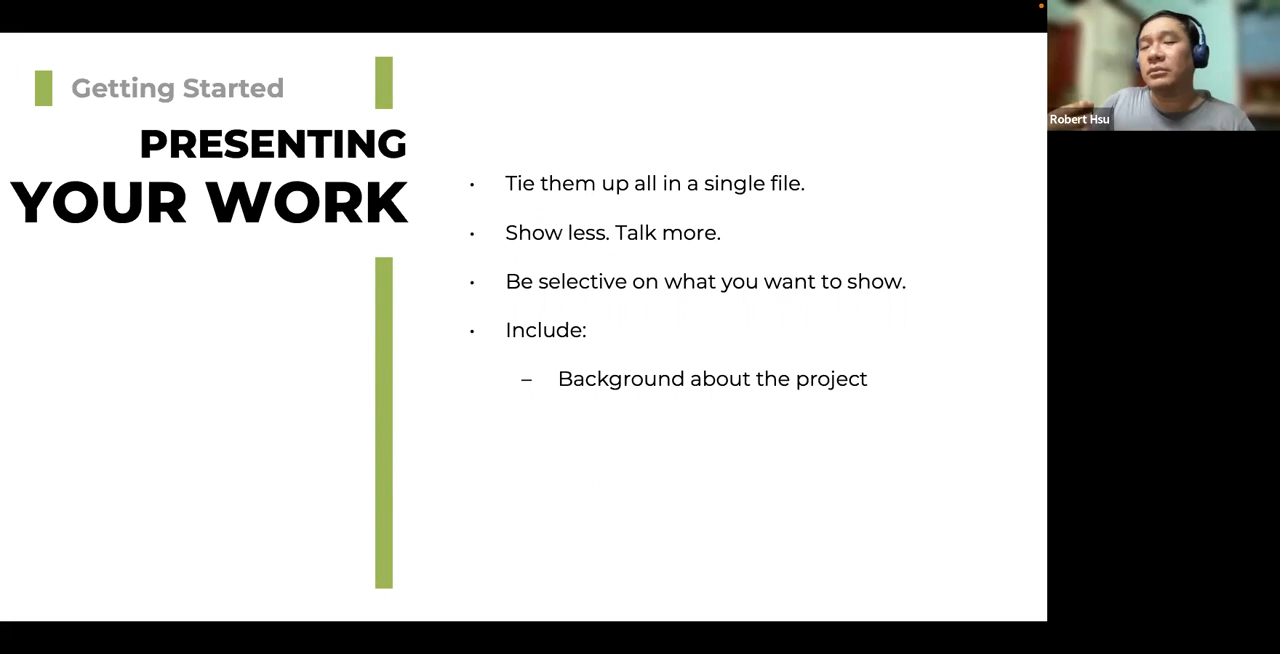 Getting Started
PRESENTING
YOUR WORK
• Tie them up all in a single file.
• Show less. Talk more.
• Be selective on what you want to show.
• Include:
– Background about the project
Robert Hsu